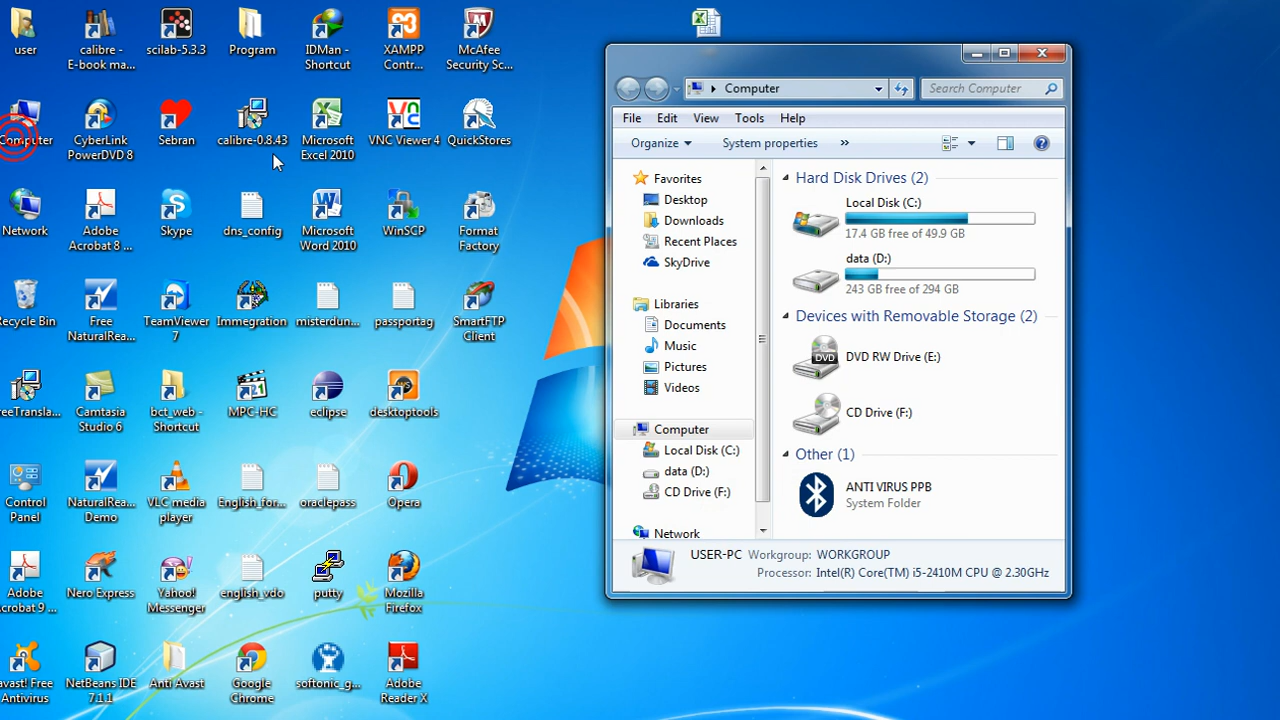 user
calibre -
E-book ma...
scilab-5.3.3
Program
IDMan -
Shortcut
XAMPP
Contr...
McAfee
Security Sc...
Computer
CyberLink
PowerDVD 8
Sebran
calibre-0.8.43
Microsoft
Excel 2010
VNC Viewer 4
QuickStores
Network
Adobe
Acrobat 8 ...
Skype
dns_config
Microsoft
Word 2010
WinSCP
Format
Factory
Recycle Bin
Free
NaturalRea...
TeamViewer
7
Immegration
misterdun...
passportag
SmartFTP
Client
reeTransla...
Camtasia
Studio 6
bct_web -
Shortcut
MPC-HC
eclipse
desktoptools
Control
Panel
NaturalRea...
Demo
VLC media
player
English_for...
oraclepass
Opera
Adobe
Acrobat 9 ...
Nero Express
Yahoo!
Messenger
english_vdo
putty
Mozilla
Firefox
avast! Free
Antivirus
NetBeans IDE
7.1.1
Anti Avast
Google
Chrome
softonic_g...
Adobe
Reader X
Computer
Search Computer
File Edit View Tools Help
Organize System properties »
Favorites
Desktop
Downloads
Recent Places
SkyDrive
Libraries
Documents
Music
Pictures
Videos
Computer
Local Disk (C:)
data (D:)
CD Drive (F:)
Network
Hard Disk Drives (2)
Local Disk (C:)
17.4 GB free of 49.9 GB
data (D:)
243 GB free of 294 GB
Devices with Removable Storage (2)
DVD
DVD RW Drive (E:)
CD Drive (F:)
Other (1)
ANTI VIRUS PPB
System Folder
USER-PC Workgroup: WORKGROUP
Processor: Intel(R) Core(TM) i5-2410M CPU @ 2.30GHz